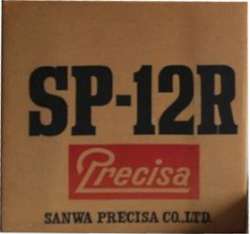 SP-12R
Precisa
SANWA PRECISA CO.,LTD.